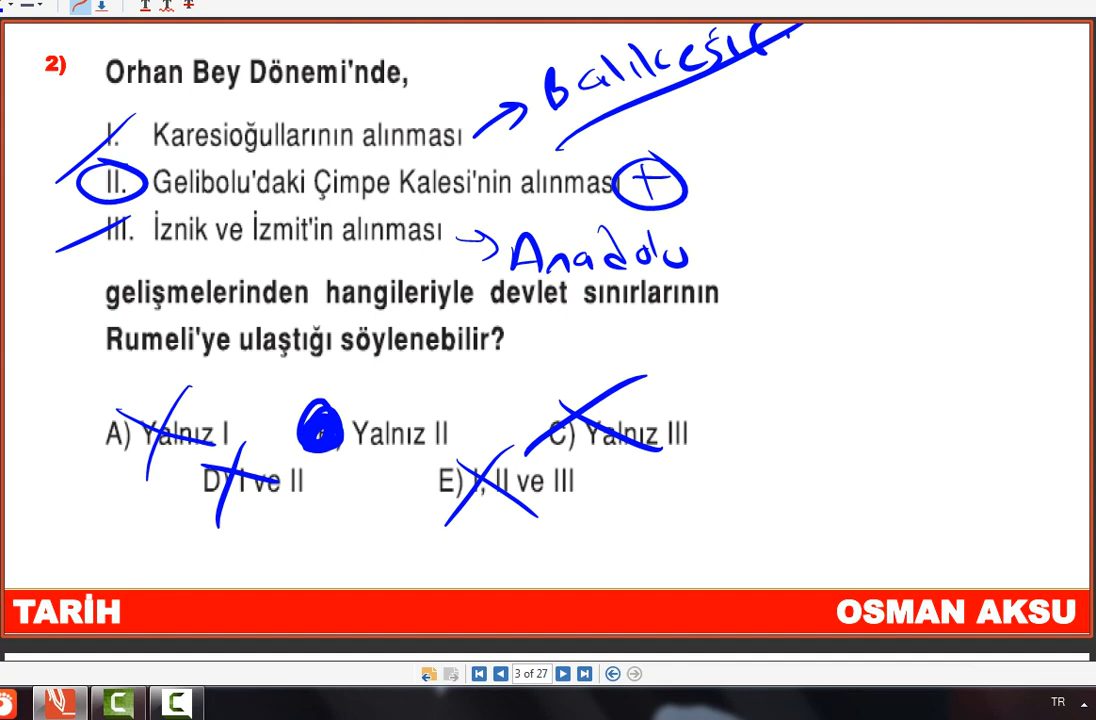 T T T
2) Orhan Bey Dönemi'nde,
Balıkesir
I. Karesioğullarının alınması
II. Gelibolu'daki Çimpe Kalesi'nin alınması +
III. İznik ve İzmit'in alınması
Anadolu
gelişmelerinden hangileriyle devlet sınırlarının
Rumeli'ye ulaştığı söylenebilir?
A) Yalnız I Yalnız II C) Yalnız III
D) I ve II E) I, II ve III
TARİH OSMAN AKSU
3 of 27
TR